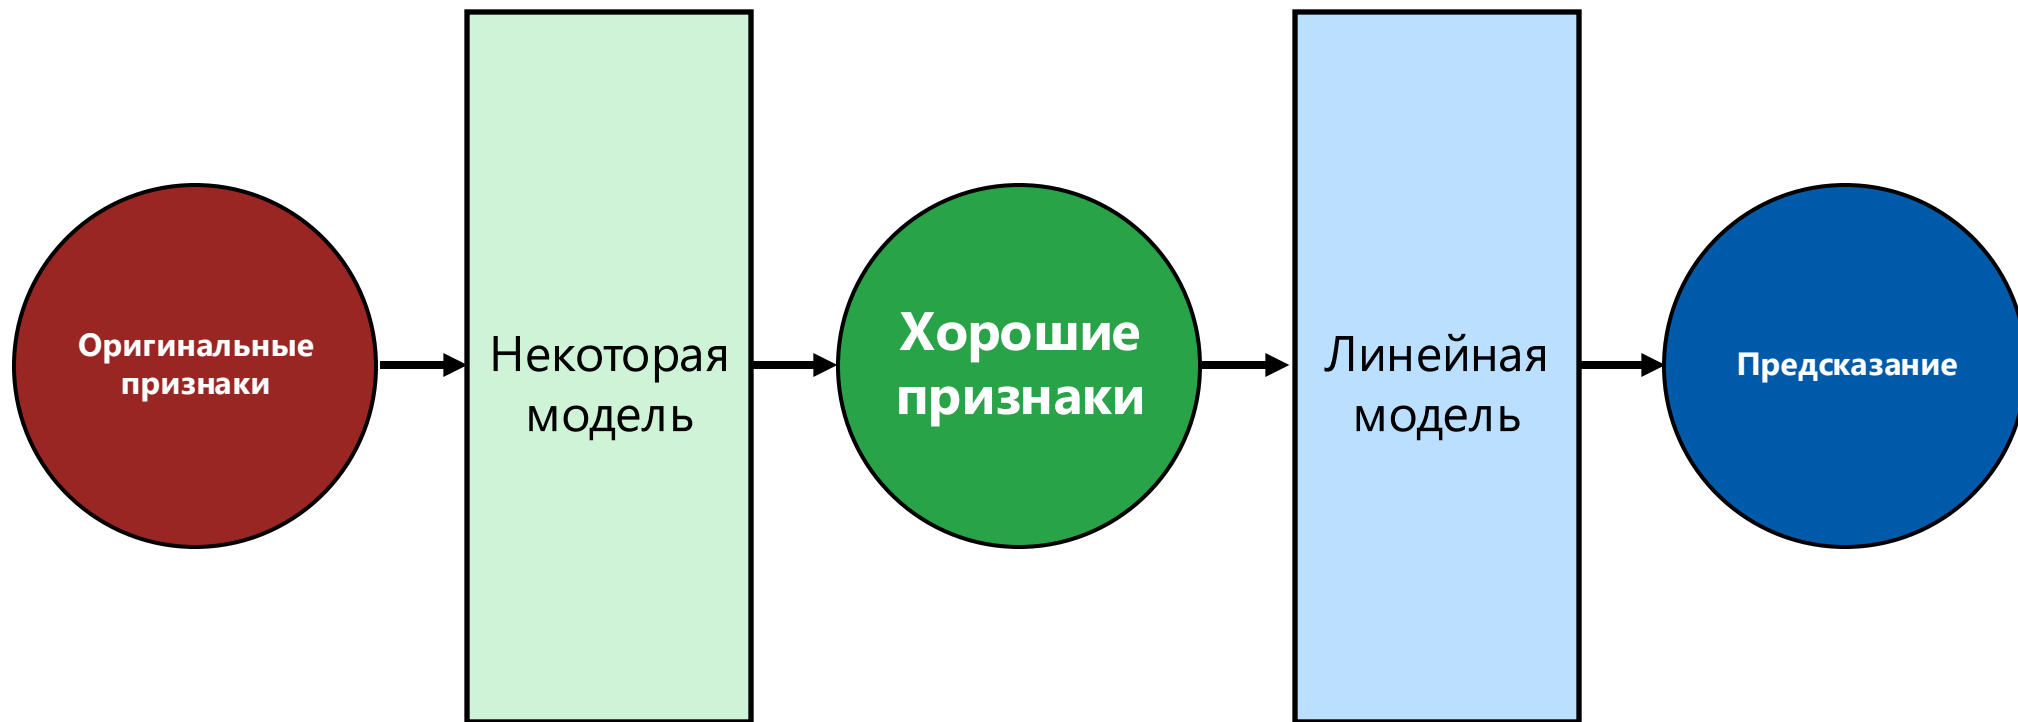 Оригинальные
признаки
Некоторая
модель
Хорошие
признаки
Линейная
модель
Предсказание